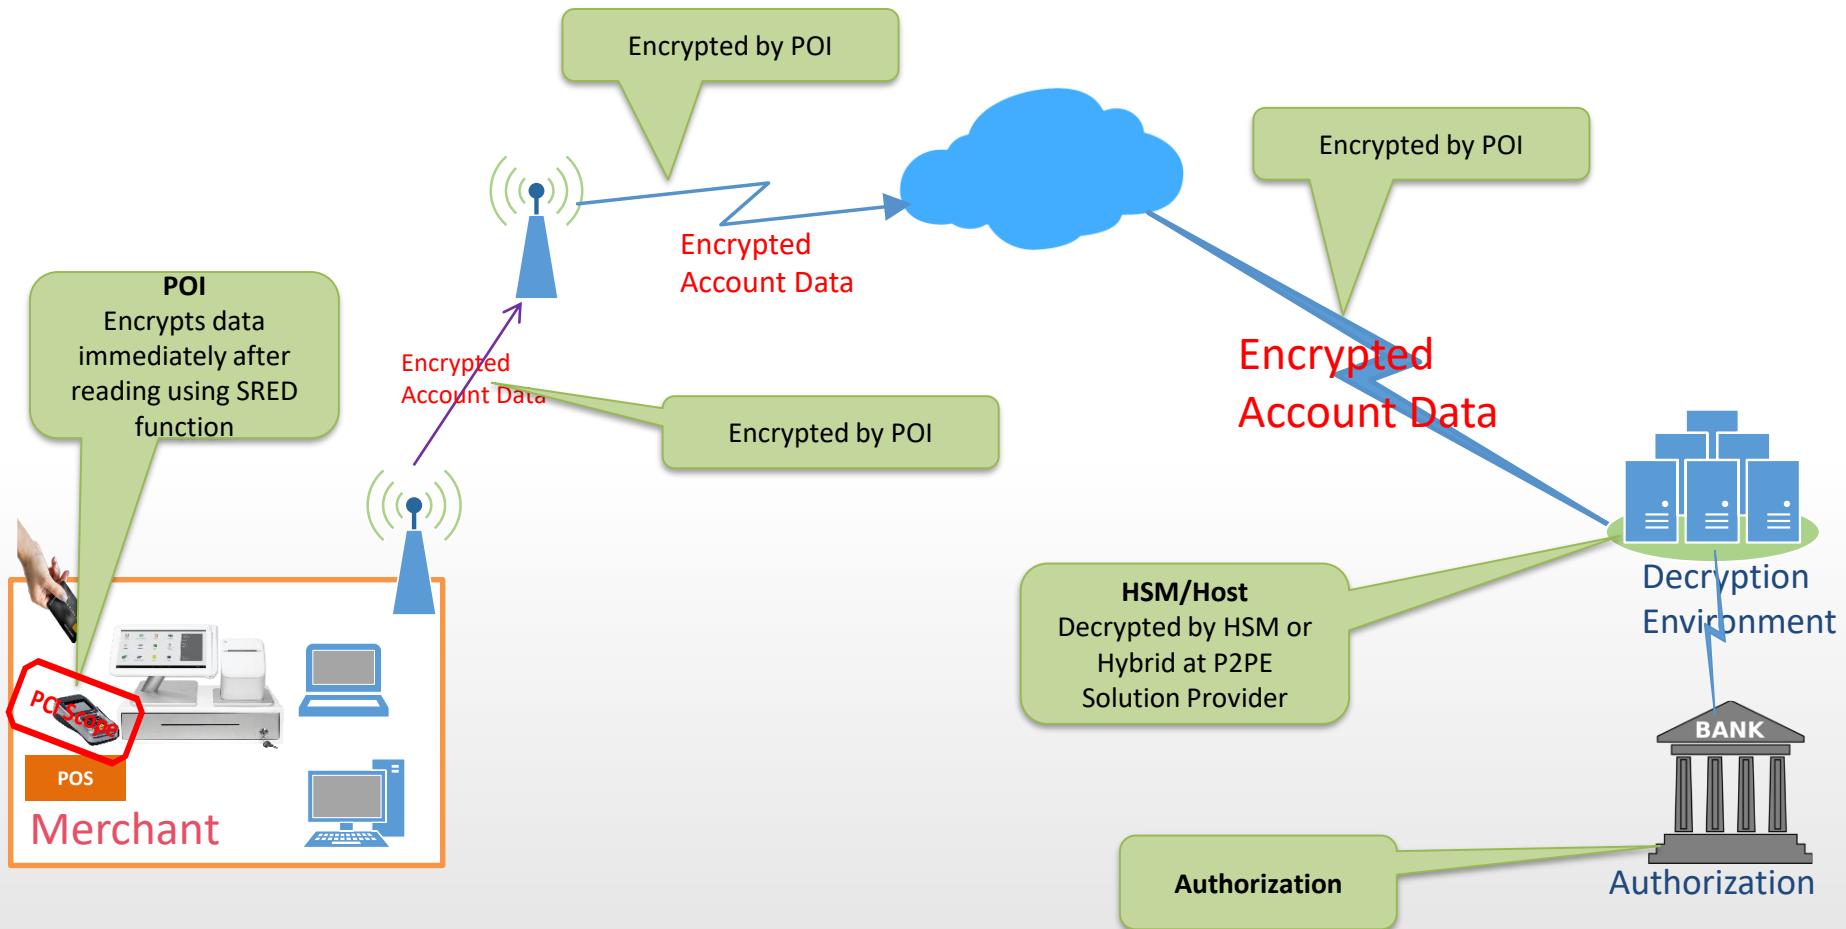 Encrypted by POI
Encrypted by POI
Encrypted
Account Data
POI
Encrypts data
immediately after
reading using SRED
function
Encrypted
Account Data
Encrypted by POI
Encrypted
Account Data
HSM/Host
Decrypted by HSM or
Hybrid at P2PE
Solution Provider
Decryption
Environment
PCI Scope
POS
Merchant
BANK
Authorization
Authorization